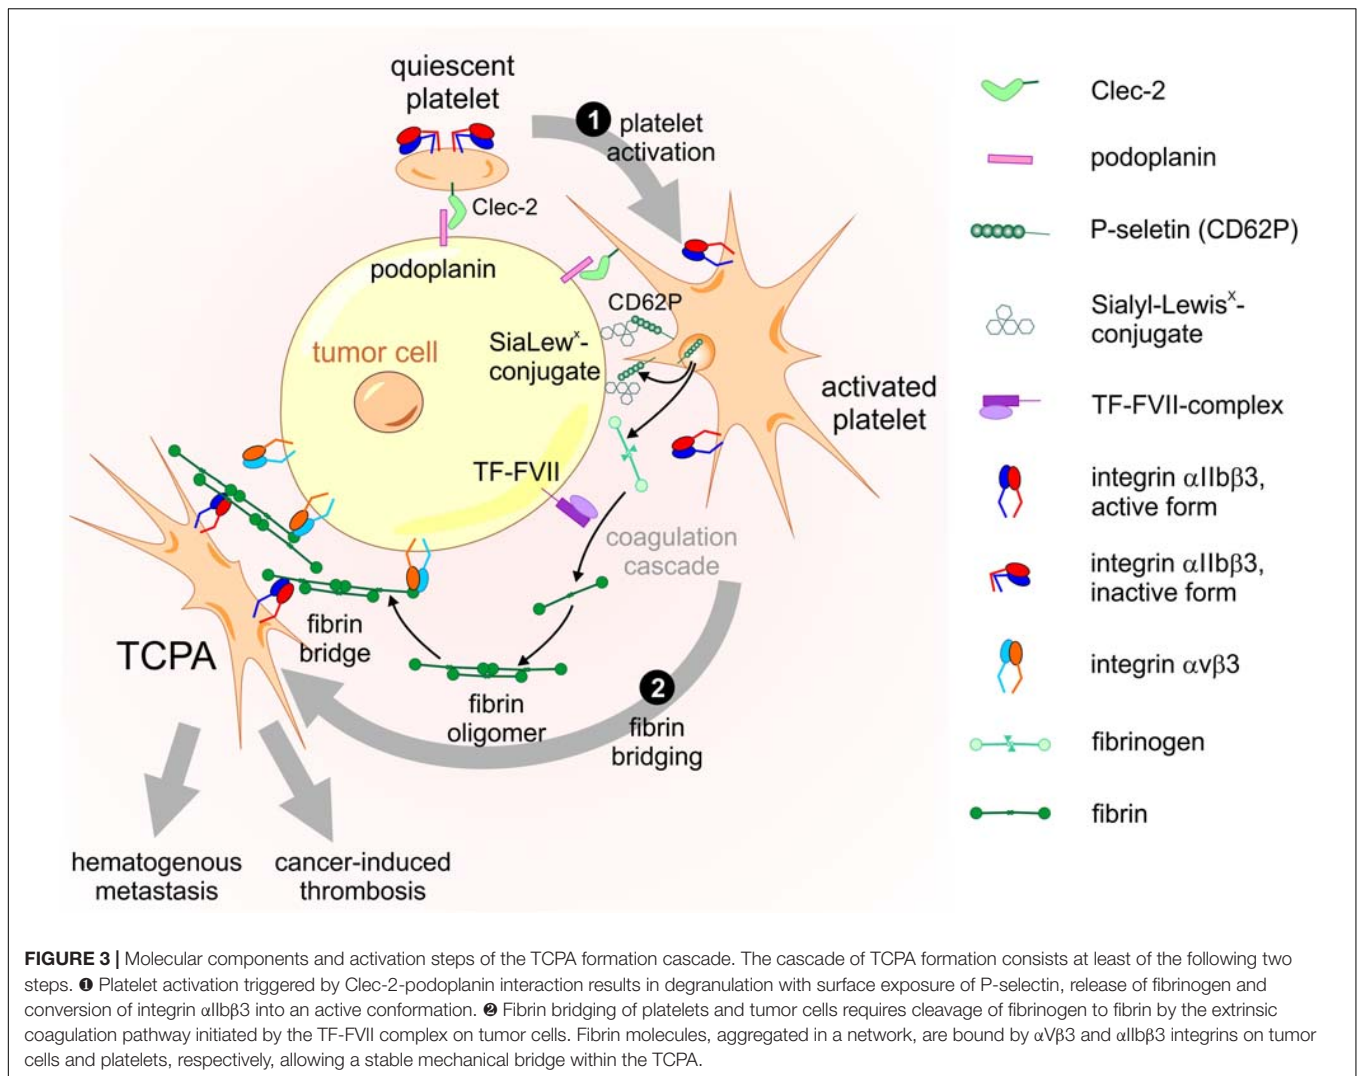 quiescent
platelet
1
platelet
activation
Clec-2
podoplanin
CD62P
SiaLewˣ-
conjugate
tumor cell
activated
platelet
TF-FVII
coagulation
cascade
TCPA
fibrin
bridge
fibrin
oligomer
2
fibrin
bridging
hematogenous
metastasis
cancer-induced
thrombosis
Clec-2
podoplanin
P-seletin (CD62P)
Sialyl-Lewisˣ-
conjugate
TF-FVII-complex
integrin αIIbβ3,
active form
integrin αIIbβ3,
inactive form
integrin αvβ3
fibrinogen
fibrin
FIGURE 3 | Molecular components and activation steps of the TCPA formation cascade. The cascade of TCPA formation consists at least of the following two
steps. ❶ Platelet activation triggered by Clec-2-podoplanin interaction results in degranulation with surface exposure of P-selectin, release of fibrinogen and
conversion of integrin αIIbβ3 into an active conformation. ❷ Fibrin bridging of platelets and tumor cells requires cleavage of fibrinogen to fibrin by the extrinsic
coagulation pathway initiated by the TF-FVII complex on tumor cells. Fibrin molecules, aggregated in a network, are bound by αVβ3 and αIIbβ3 integrins on tumor
cells and platelets, respectively, allowing a stable mechanical bridge within the TCPA.